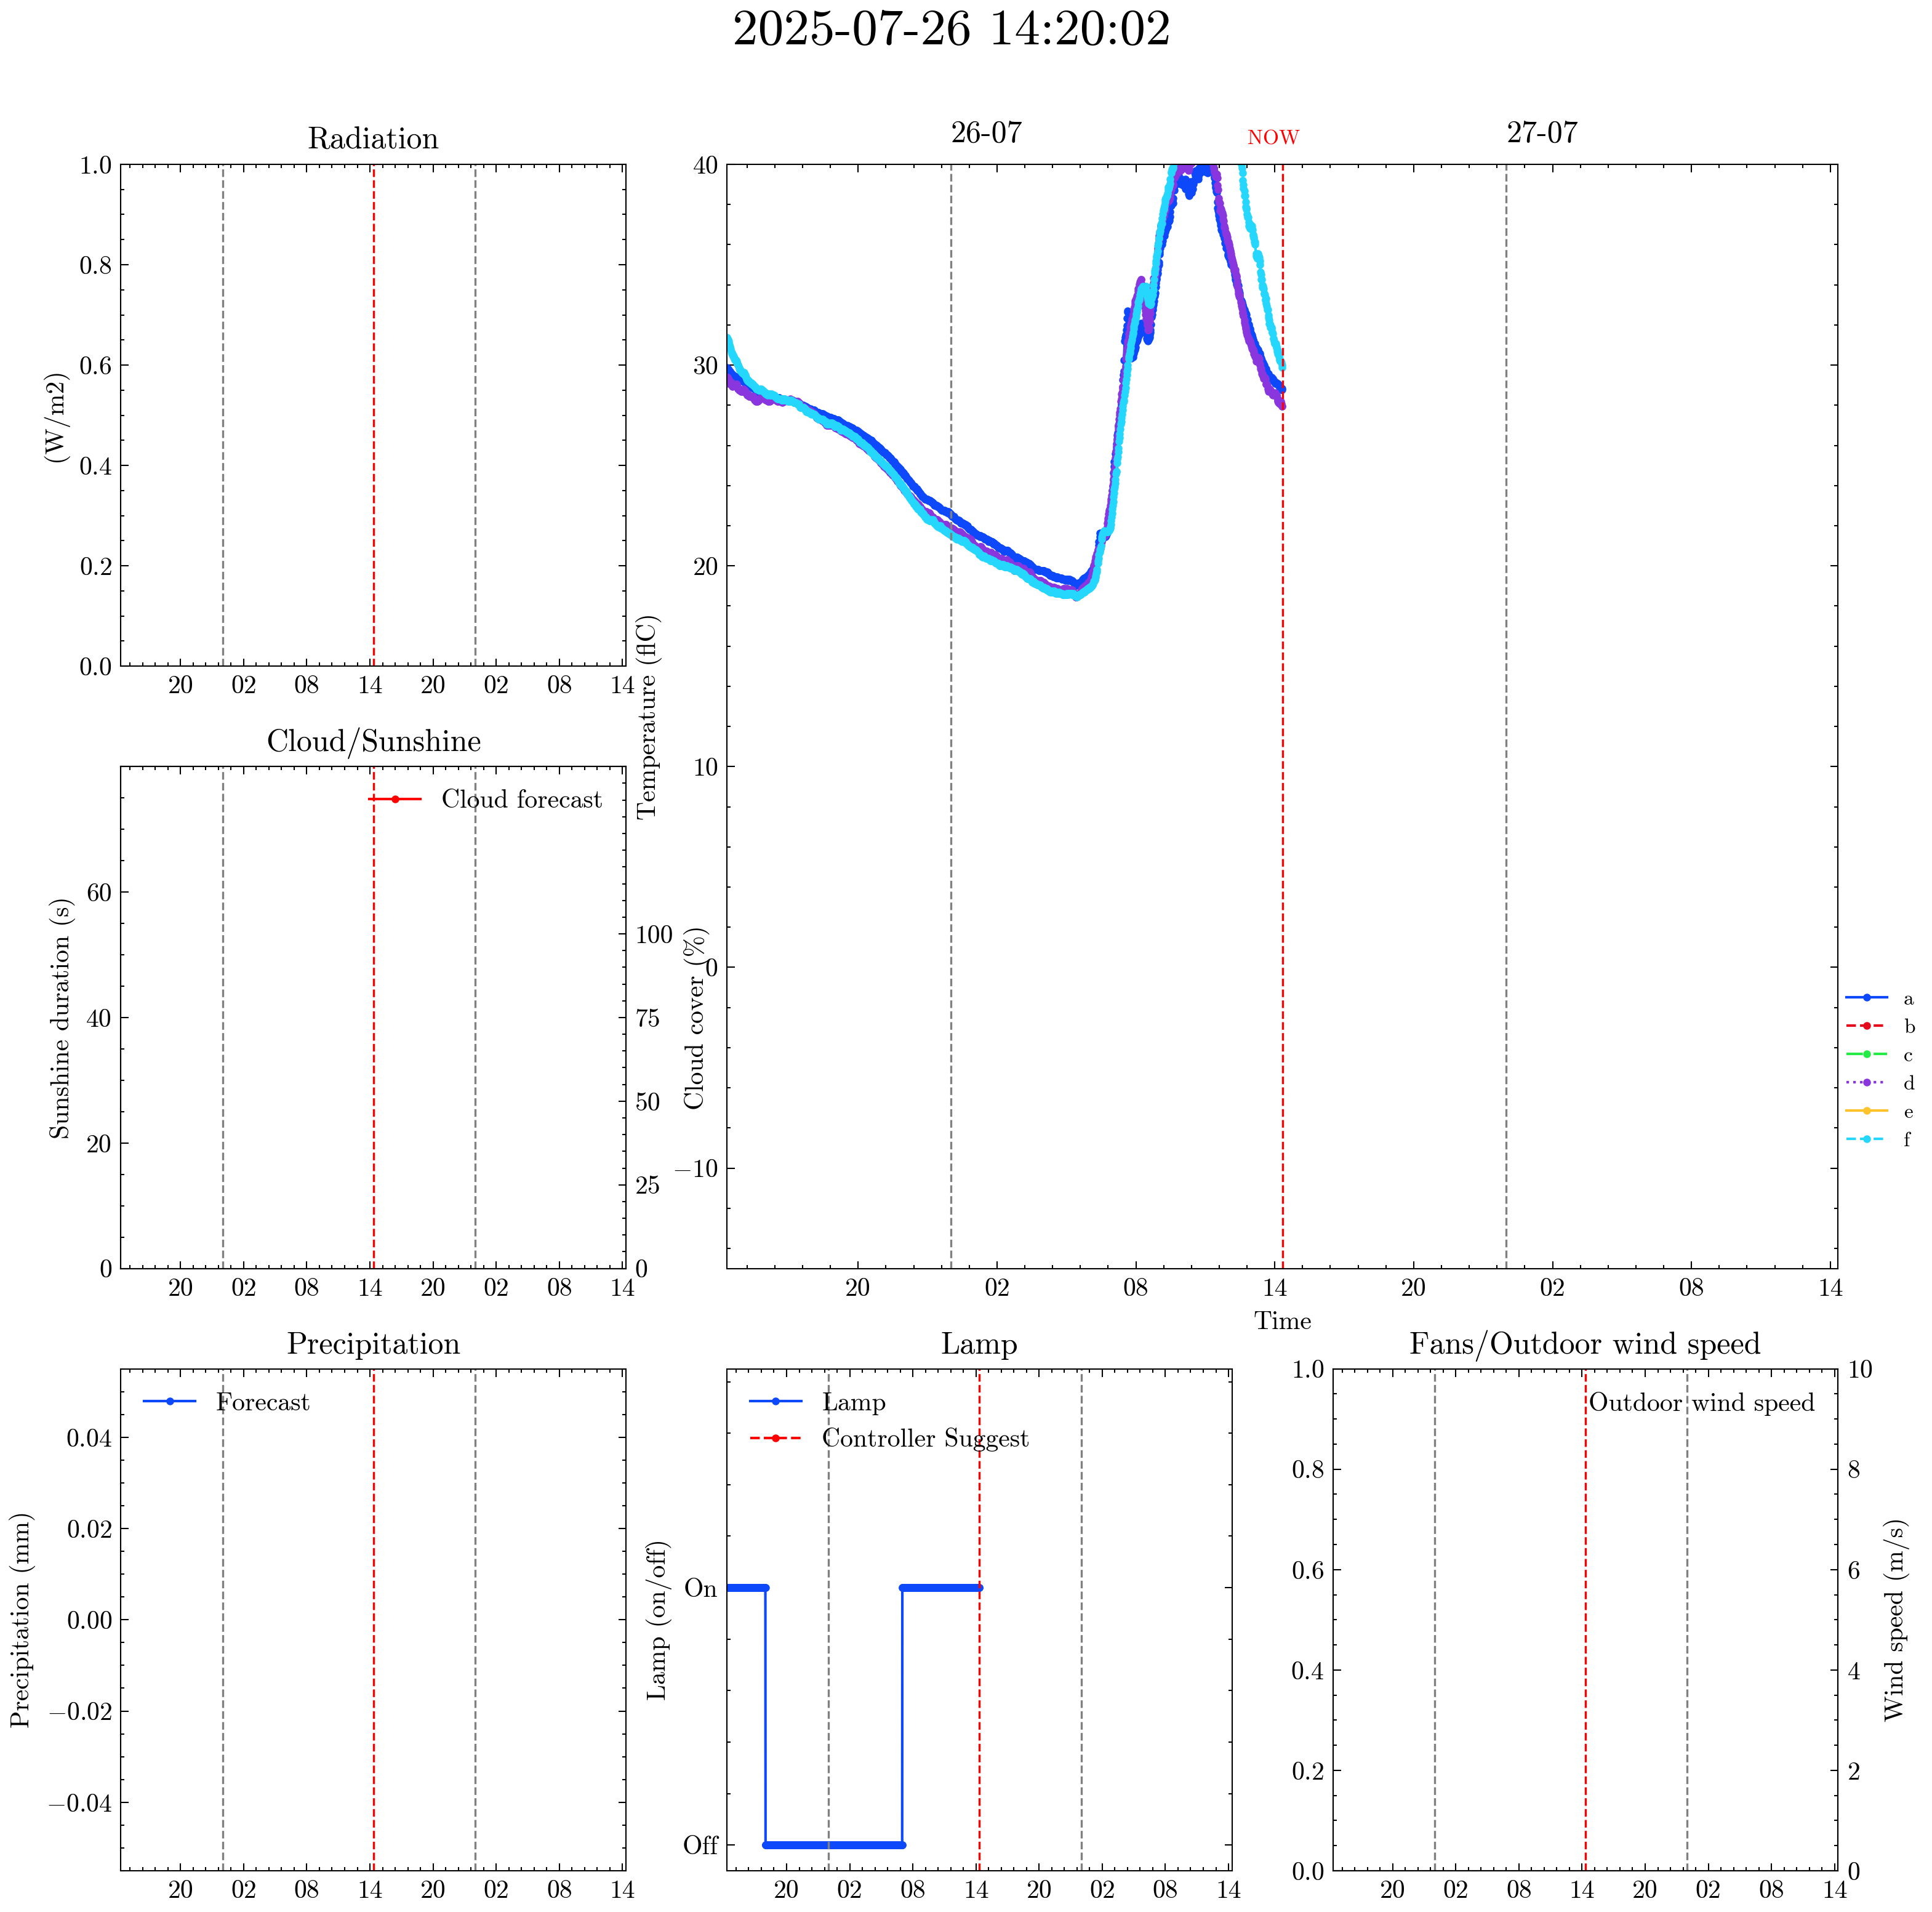 2025-07-26 14:20:02
Radiation
(W/m2)
1.0
0.8
0.6
0.4
0.2
0.0
20 02 08 14 20 02 08 14
26-07 NOW 27-07
Temperature (flC)
40
30
20
10
0
−10
20 02 08 14 20 02 08 14
Time
a
b
c
d
e
f
Cloud/Sunshine
Cloud forecast
Sunshine duration (s)
60
40
20
0
Cloud cover (%)
100
75
50
25
0
20 02 08 14 20 02 08 14
Precipitation
Forecast
Precipitation (mm)
0.04
0.02
0.00
−0.02
−0.04
20 02 08 14 20 02 08 14
Lamp
Lamp
Controller Suggest
Lamp (on/off)
On
Off
20 02 08 14 20 02 08 14
Fans/Outdoor wind speed
Outdoor wind speed
1.0
0.8
0.6
0.4
0.2
0.0
10
8
6
4
2
0
Wind speed (m/s)
20 02 08 14 20 02 08 14